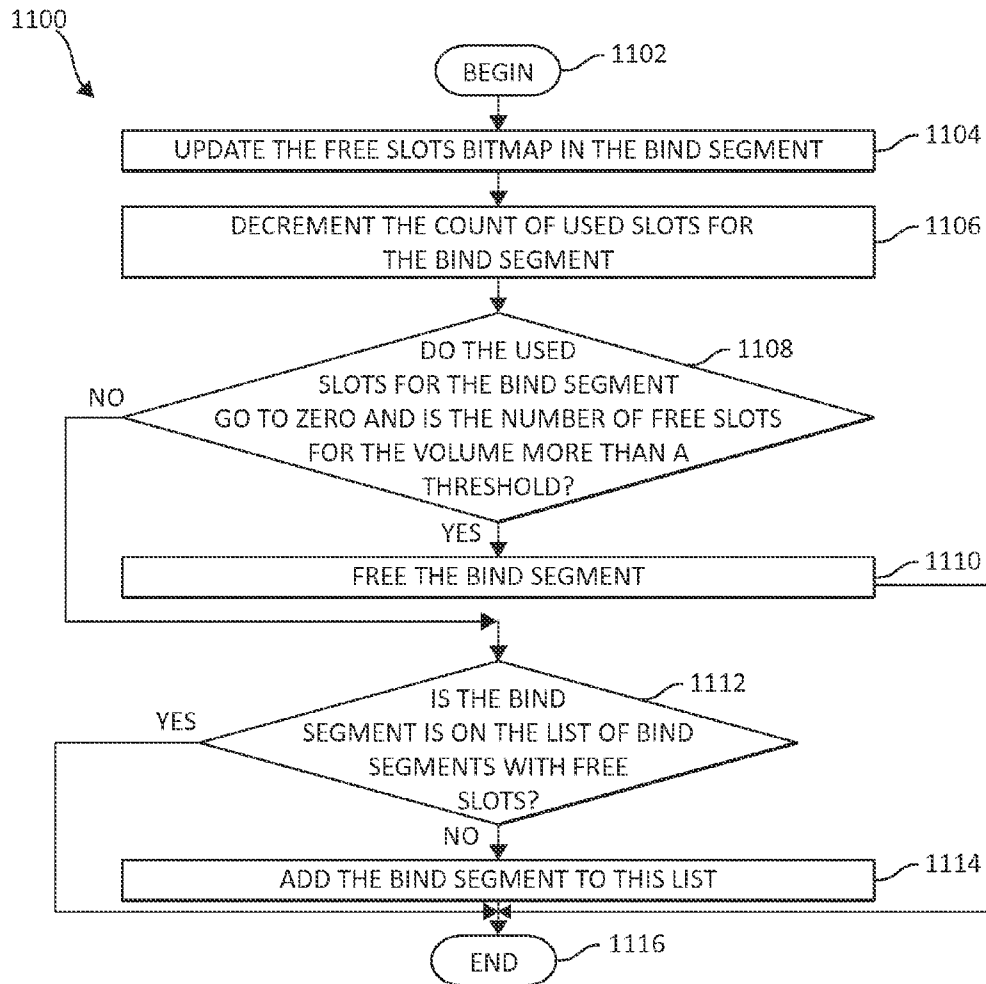 1100
BEGIN
1102
UPDATE THE FREE SLOTS BITMAP IN THE BIND SEGMENT
1104
DECREMENT THE COUNT OF USED SLOTS FOR
THE BIND SEGMENT
1106
DO THE USED
SLOTS FOR THE BIND SEGMENT
GO TO ZERO AND IS THE NUMBER OF FREE SLOTS
FOR THE VOLUME MORE THAN A
THRESHOLD?
1108
NO
YES
FREE THE BIND SEGMENT
1110
IS THE BIND
SEGMENT IS ON THE LIST OF BIND
SEGMENTS WITH FREE
SLOTS?
1112
YES
NO
ADD THE BIND SEGMENT TO THIS LIST
1114
END
1116